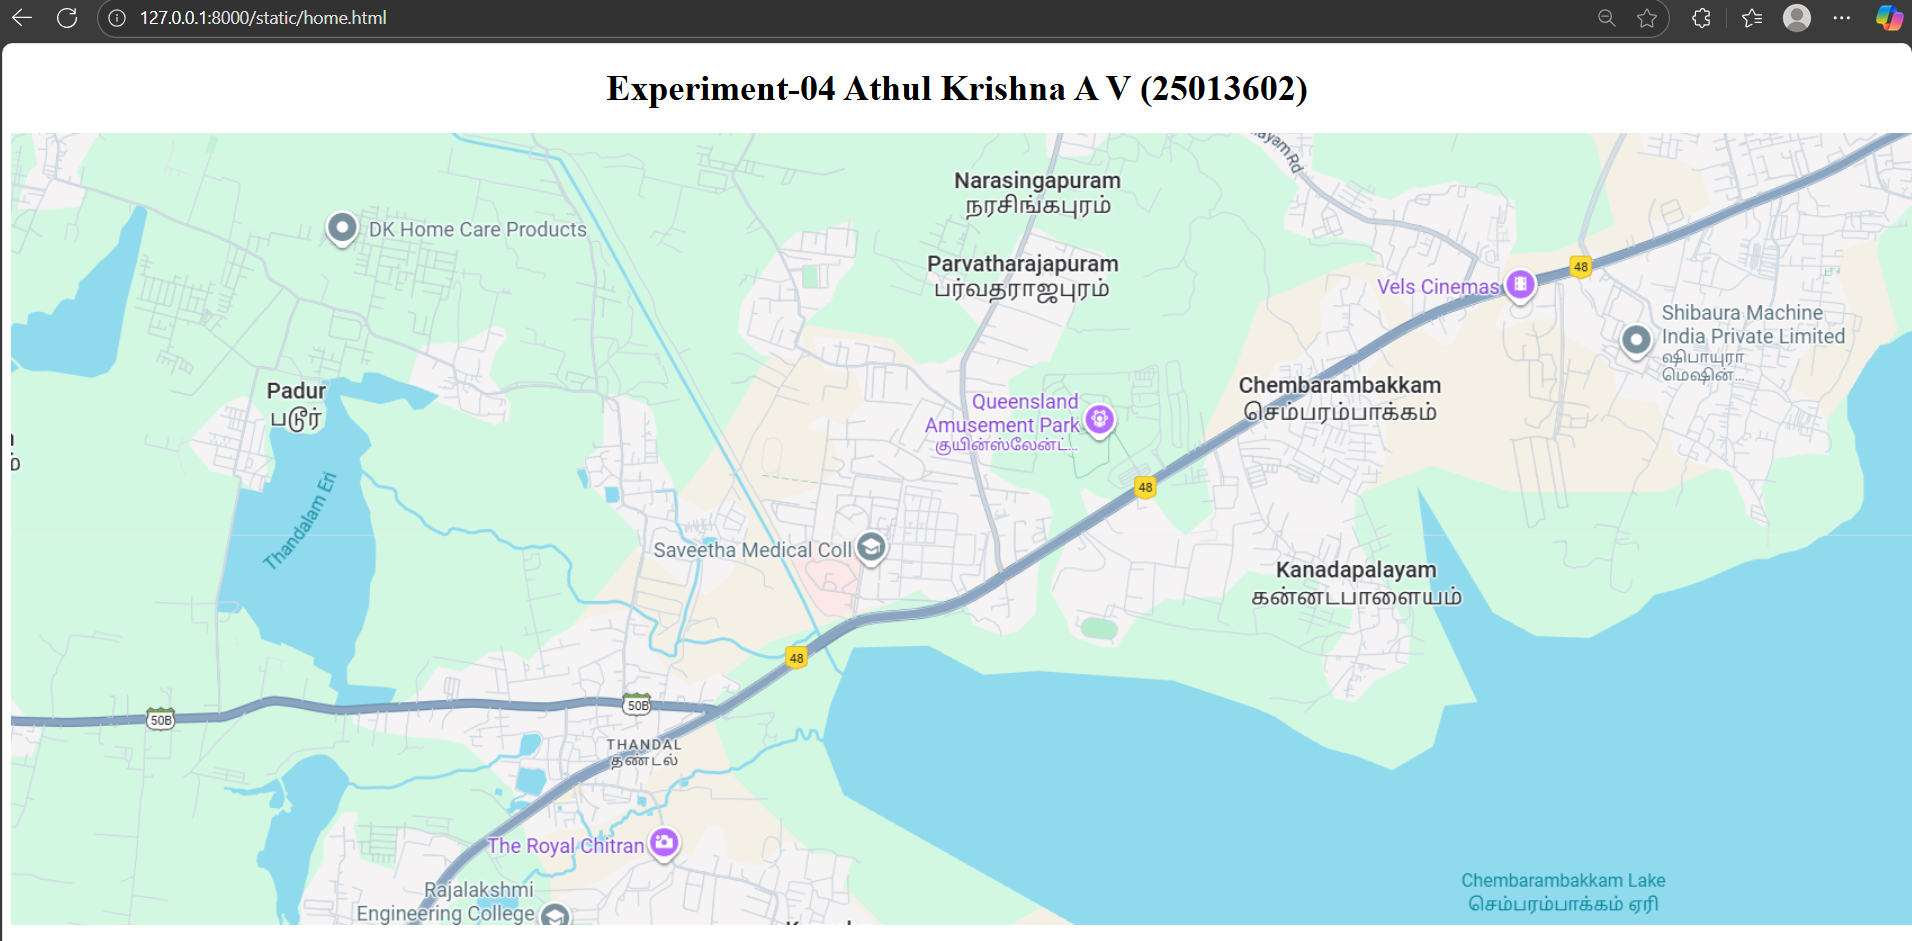 127.0.0.1:8000/static/home.html
Experiment-04 Athul Krishna A V (25013602)
Narasingapuram
நரசிங்கபுரம்
DK Home Care Products
Parvatharajapuram
பர்வதராஜபுரம்
48
Vels Cinemas
Shibaura Machine
India Private Limited
ஷிபாயுரா
மெஷின்...
Padur
படூர்
Queensland
Amusement Park
குயின்ஸ்லேன்ட்...
Chembarambakkam
செம்பரம்பாக்கம்
48
Thandalam Eri
Saveetha Medical Coll
Kanadapalayam
கன்னடபாளையம்
48
50B
50B
THANDAL
தண்டல்
The Royal Chitran
Rajalakshmi
Engineering College
Chembarambakkam Lake
செம்பரம்பாக்கம் ஏரி